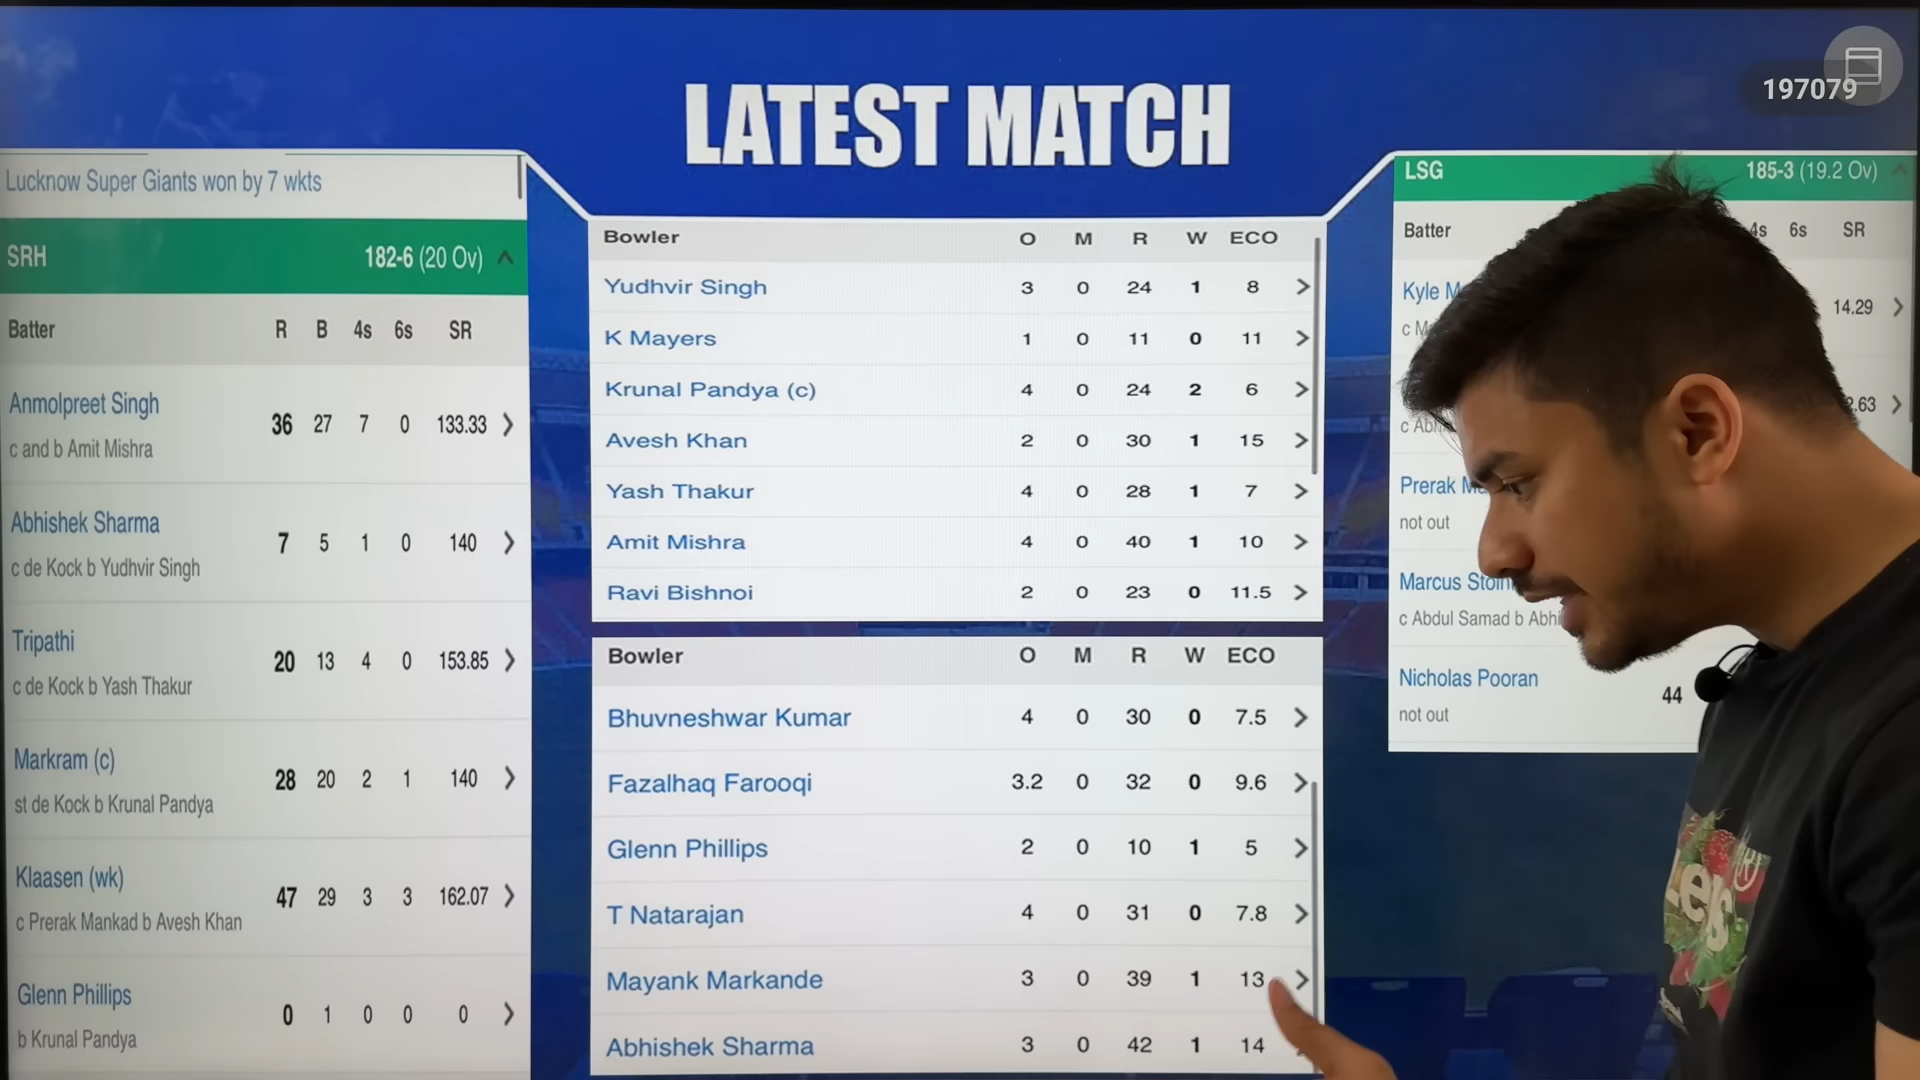 LATEST MATCH
197079
Lucknow Super Giants won by 7 wkts
SRH 182-6 (20 Ov)
Batter R B 4s 6s SR
Anmolpreet Singh 36 27 7 0 133.33
c and b Amit Mishra
Abhishek Sharma 7 5 1 0 140
c de Kock b Yudhvir Singh
Tripathi 20 13 4 0 153.85
c de Kock b Yash Thakur
Markram (c) 28 20 2 1 140
st de Kock b Krunal Pandya
Klaasen (wk) 47 29 3 3 162.07
c Prerak Mankad b Avesh Khan
Glenn Phillips 0 1 0 0 0
b Krunal Pandya
Bowler O M R W ECO
Yudhvir Singh 3 0 24 1 8
K Mayers 1 0 11 0 11
Krunal Pandya (c) 4 0 24 2 6
Avesh Khan 2 0 30 1 15
Yash Thakur 4 0 28 1 7
Amit Mishra 4 0 40 1 10
Ravi Bishnoi 2 0 23 0 11.5
Bowler O M R W ECO
Bhuvneshwar Kumar 4 0 30 0 7.5
Fazalhaq Farooqi 3.2 0 32 0 9.6
Glenn Phillips 2 0 10 1 5
T Natarajan 4 0 31 0 7.8
Mayank Markande 3 0 39 1 13
Abhishek Sharma 3 0 42 1 14
LSG 185-3 (19.2 Ov)
Batter 4s 6s SR
Kyle 14.29
c
c
Prerak
not out
Marcus
c Abdul Samad b
Nicholas Pooran 44
not out